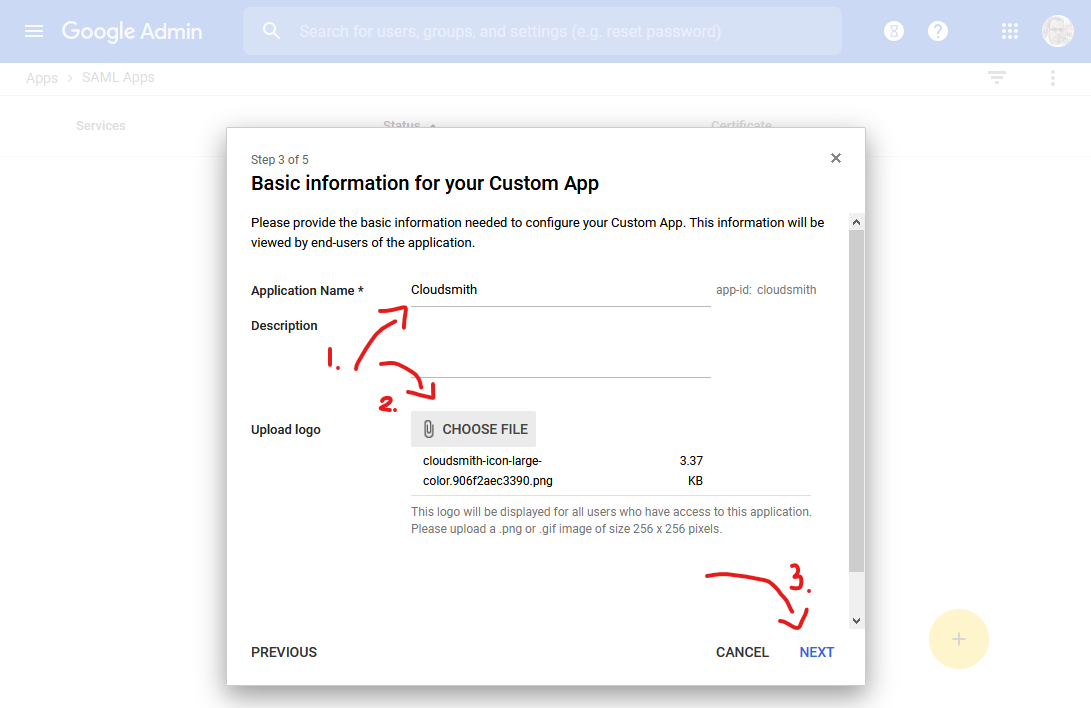 Google Admin
Search for users, groups, and settings (e.g. reset password)
8
?
Apps > SAML Apps
Services Status Certificate
Step 3 of 5
Basic information for your Custom App
Please provide the basic information needed to configure your Custom App. This information will be
viewed by end-users of the application.
Application Name * Cloudsmith app-id: cloudsmith
Description
1.
2.
Upload logo CHOOSE FILE
cloudsmith-icon-large- 3.37
color.906f2aec3390.png KB
This logo will be displayed for all users who have access to this application.
Please upload a .png or .gif image of size 256 x 256 pixels.
3.
PREVIOUS CANCEL NEXT